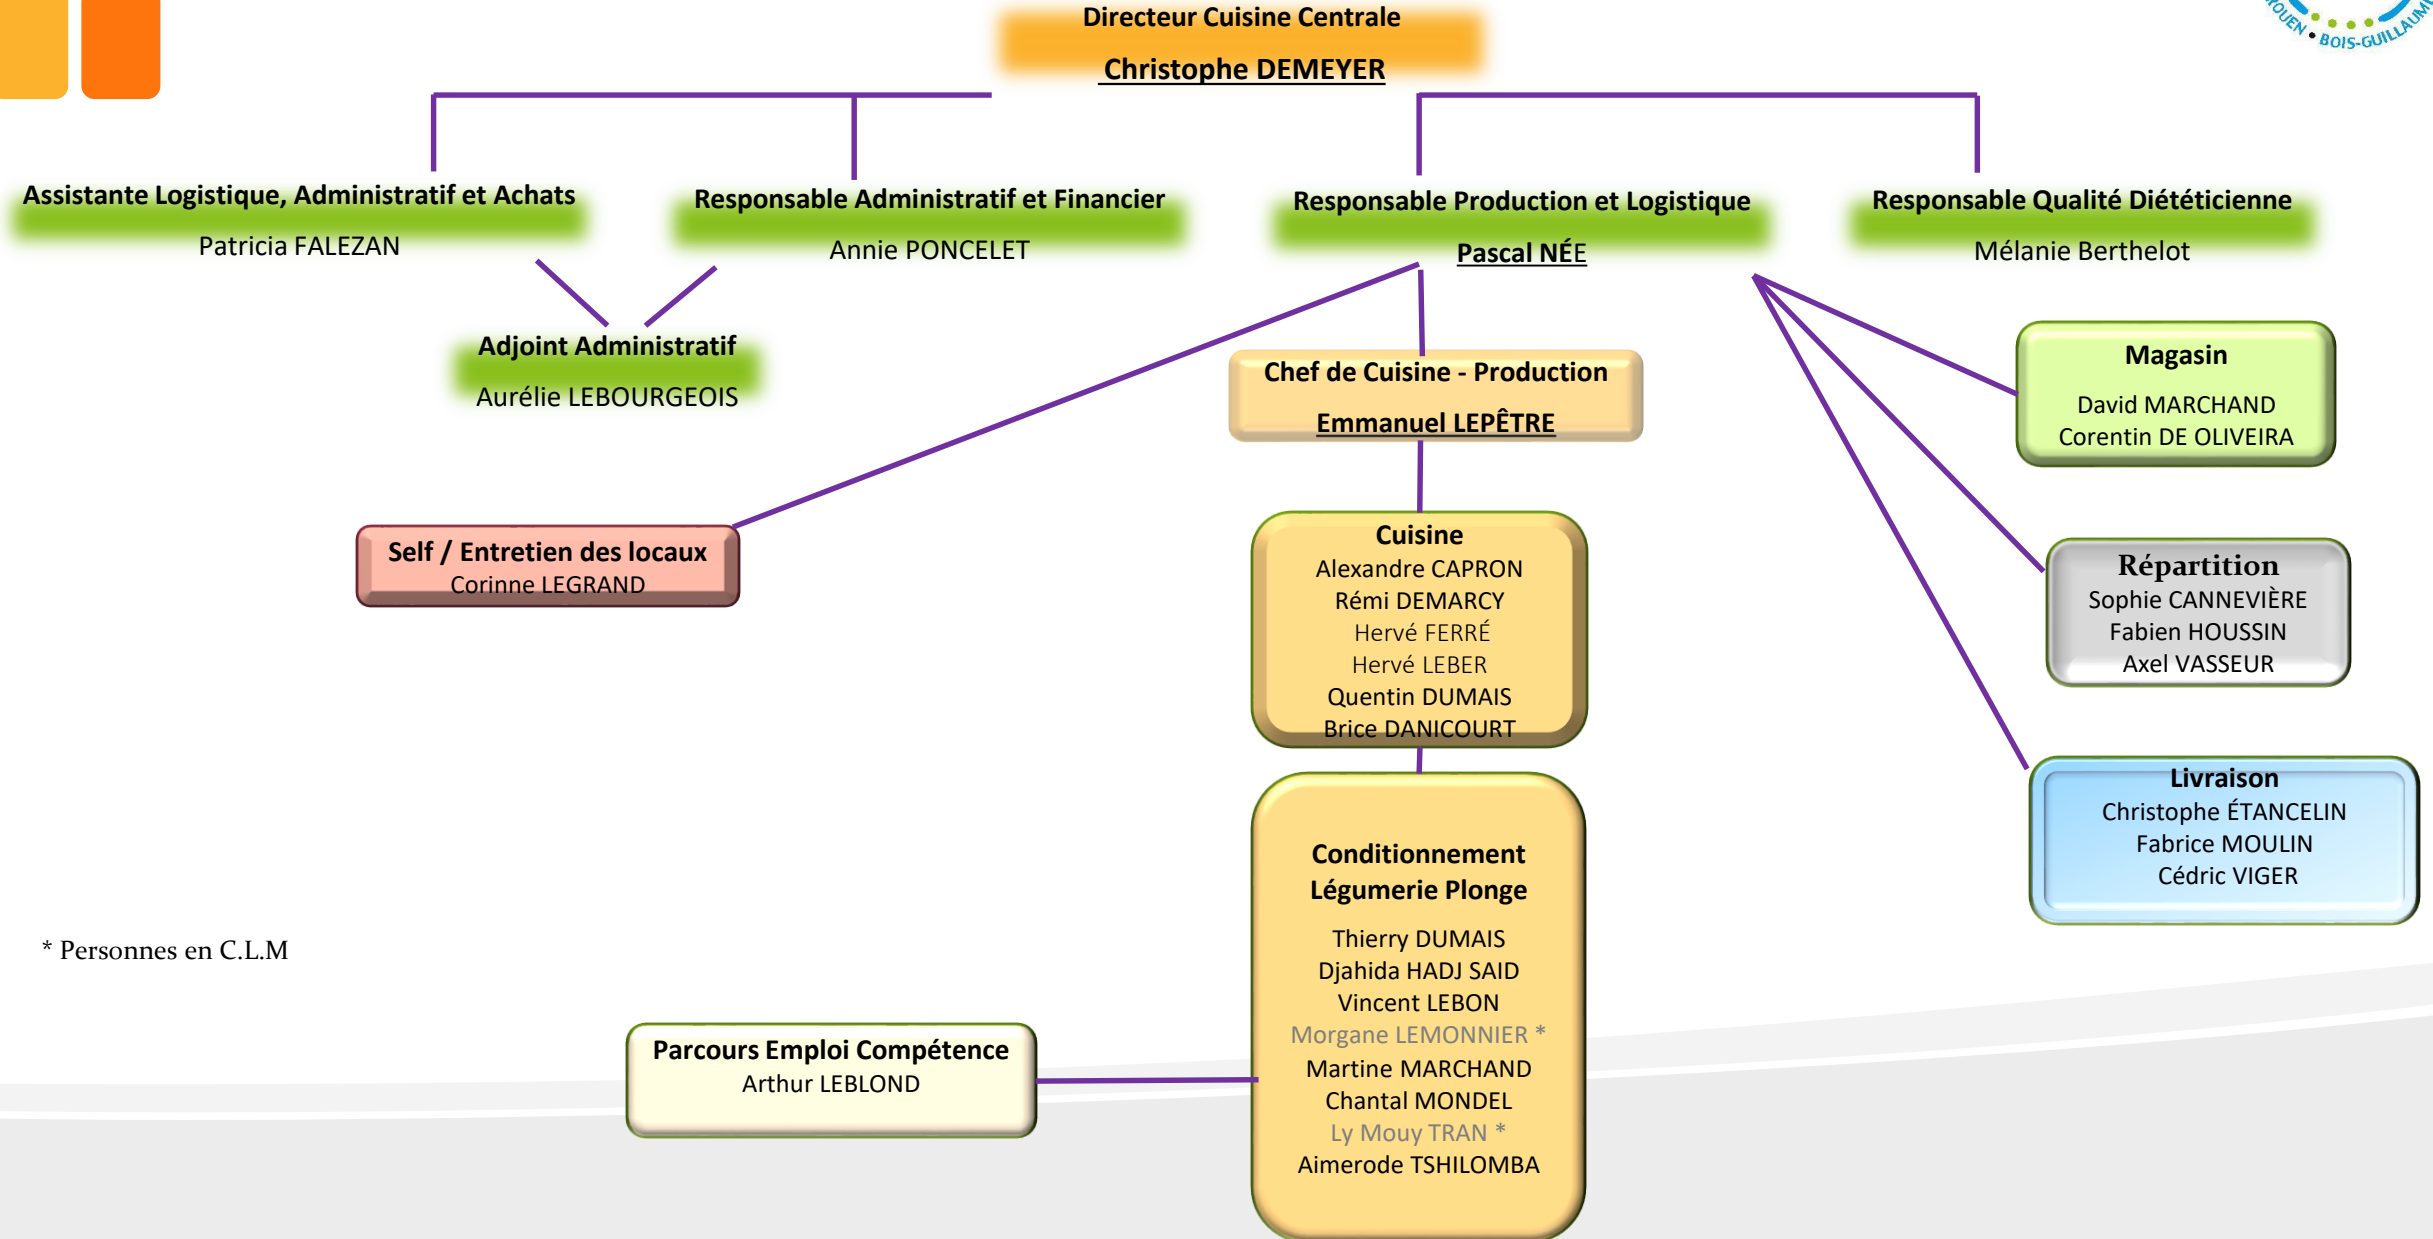 Directeur Cuisine Centrale
Christophe DEMEYER
ROUEN • BOIS-GUILLAUME
Assistante Logistique, Administratif et Achats
Patricia FALEZAN
Responsable Administratif et Financier
Annie PONCELET
Responsable Production et Logistique
Pascal NÉE
Responsable Qualité Diététicienne
Mélanie Berthelot
Adjoint Administratif
Aurélie LEBOURGEOIS
Chef de Cuisine - Production
Emmanuel LEPÊTRE
Magasin
David MARCHAND
Corentin DE OLIVEIRA
Self / Entretien des locaux
Corinne LEGRAND
Cuisine
Alexandre CAPRON
Rémi DEMARCY
Hervé FERRÉ
Hervé LEBER
Quentin DUMAIS
Brice DANICOURT
Répartition
Sophie CANNEVIÈRE
Fabien HOUSSIN
Axel VASSEUR
Livraison
Christophe ÉTANCELIN
Fabrice MOULIN
Cédric VIGER
Conditionnement
Légumerie Plonge
Thierry DUMAIS
Djahida HADJ SAID
Vincent LEBON
Morgane LEMONNIER *
Martine MARCHAND
Chantal MONDEL
Ly Mouy TRAN *
Aimerode TSHILOMBA
* Personnes en C.L.M
Parcours Emploi Compétence
Arthur LEBLOND